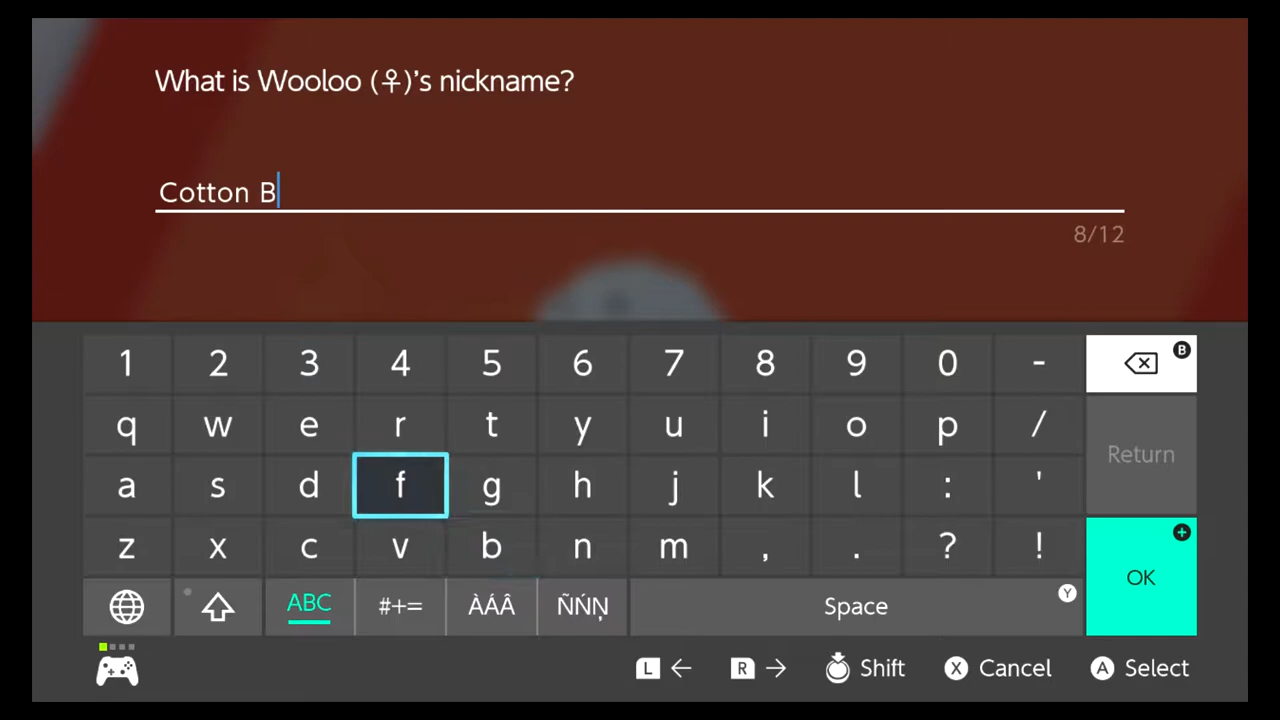 What is Wooloo (♀)'s nickname?
Cotton B
8/12
1 2 3 4 5 6 7 8 9 0 - B
q w e r t y u i o p /
Return
a s d f g h j k l : '
z x c v b n m , . ? ! +
OK
ABC #+= ÀÁÂ ÑŃŅ Space Y
L ← R → Shift X Cancel A Select